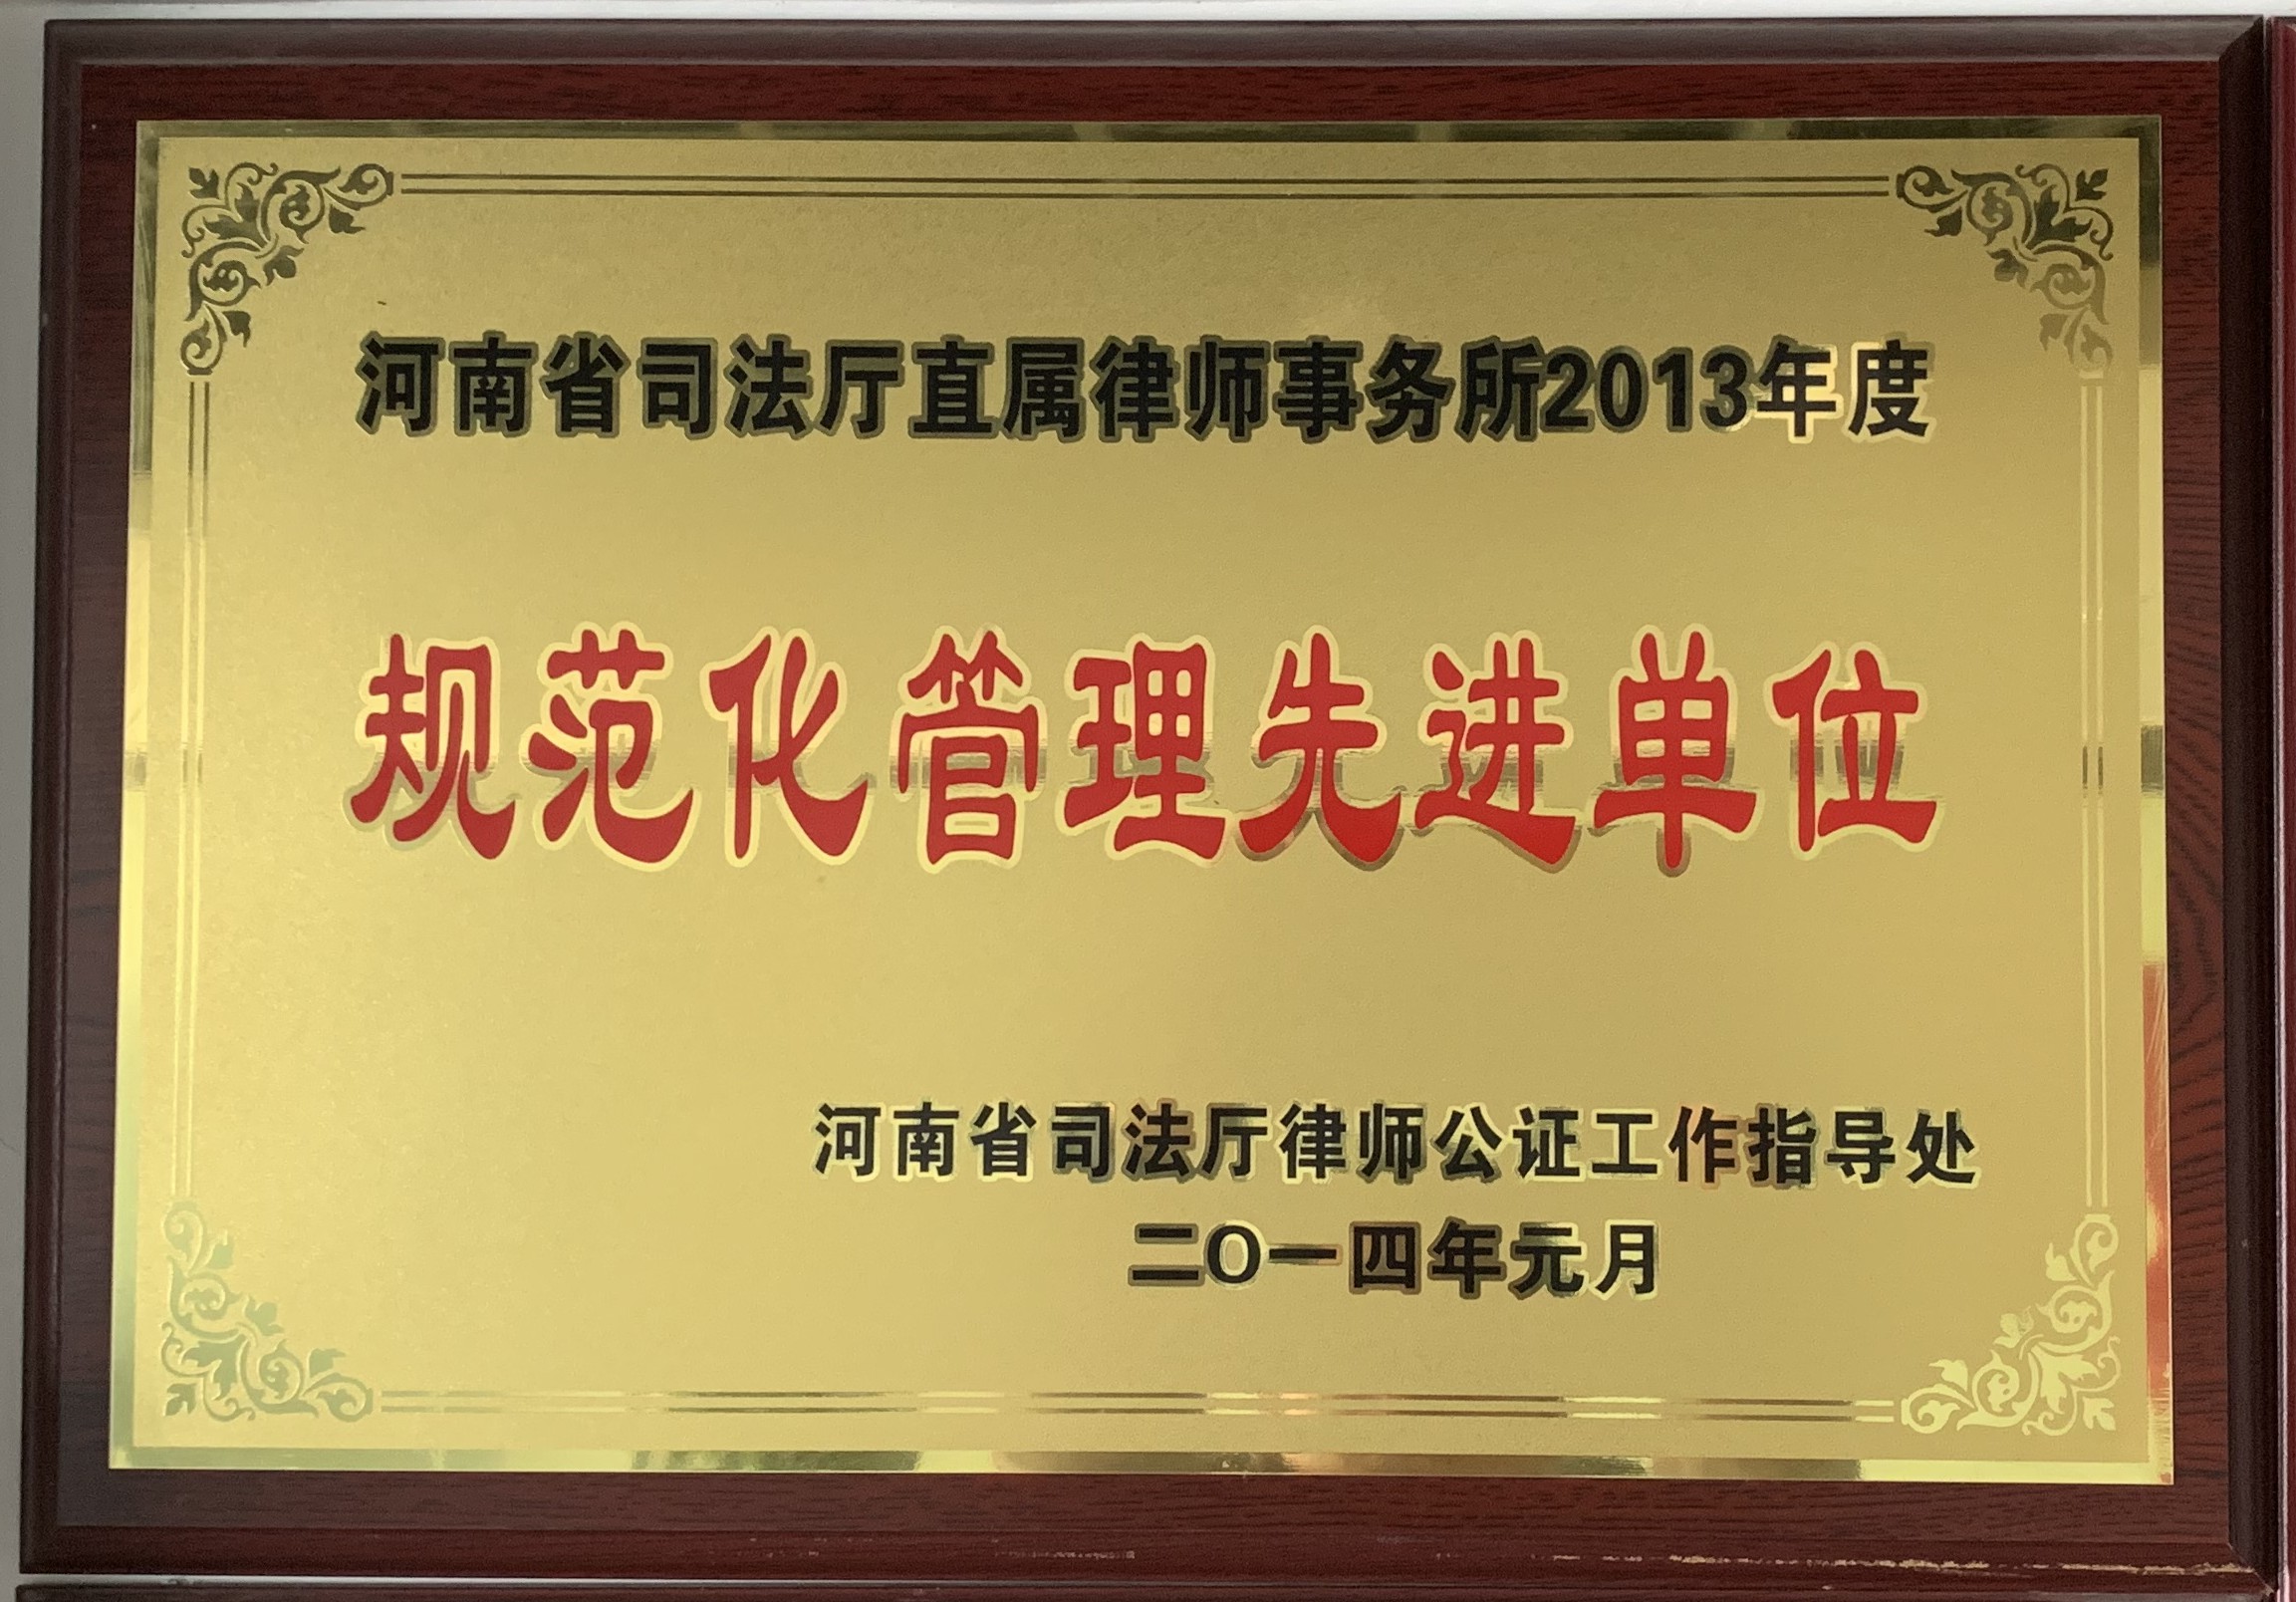 河南省司法厅直属律师事务所2013年度
规范化管理先进单位
河南省司法厅律师公证工作指导处
二〇一四年元月